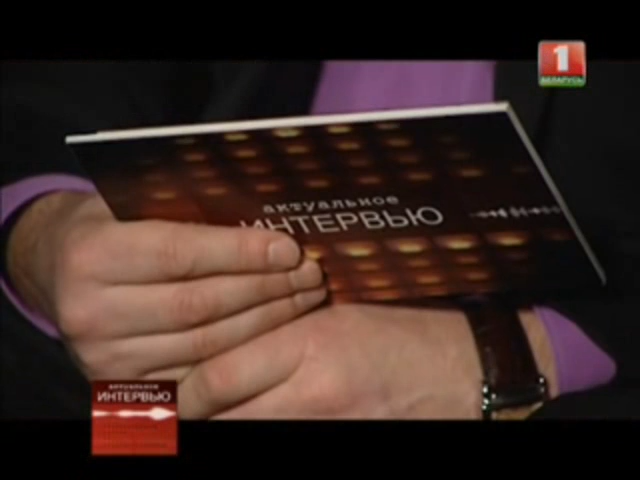 1
БЕЛАРУСЬ
актуальное
ИНТЕРВЬЮ
АКТУАЛЬНОЕ
ИНТЕРВЬЮ